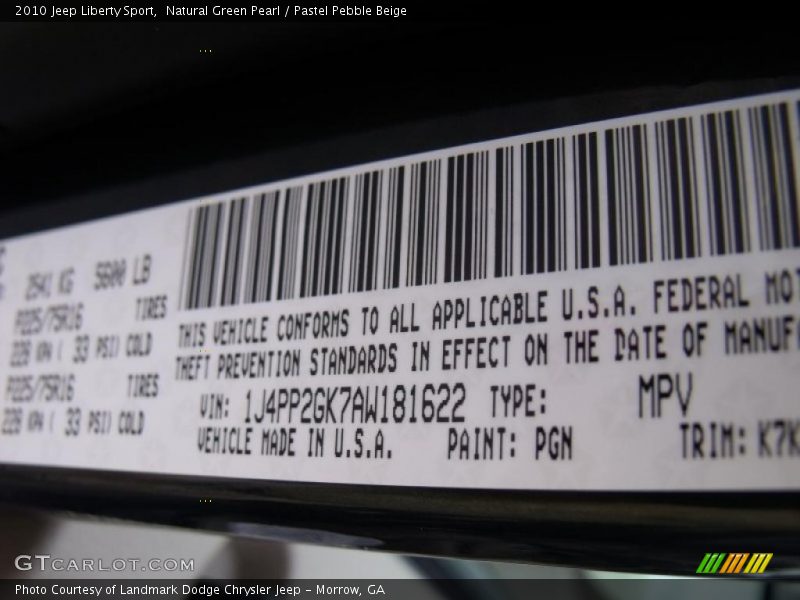 2010 Jeep Liberty Sport, Natural Green Pearl / Pastel Pebble Beige
2541 KG 5600 LB
P225/75R16 TIRES
228 KPA ( 33 PSI) COLD
P225/75R16 TIRES
228 KPA ( 33 PSI) COLD
THIS VEHICLE CONFORMS TO ALL APPLICABLE U.S.A. FEDERAL MOT
THEFT PREVENTION STANDARDS IN EFFECT ON THE DATE OF MANUF
VIN: 1J4PP2GK7AW181622 TYPE: MPV
VEHICLE MADE IN U.S.A. PAINT: PGN TRIM: K7K
GTCARLOT.COM
Photo Courtesy of Landmark Dodge Chrysler Jeep – Morrow, GA